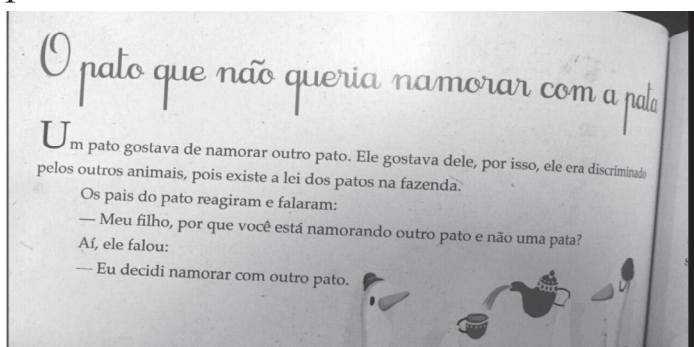 O pato que não queria namorar com a pata
Um pato gostava de namorar outro pato. Ele gostava dele, por isso, ele era discriminado
pelos outros animais, pois existe a lei dos patos na fazenda.
Os pais do pato reagiram e falaram:
— Meu filho, por que você está namorando outro pato e não uma pata?
Aí, ele falou:
— Eu decidi namorar com outro pato.